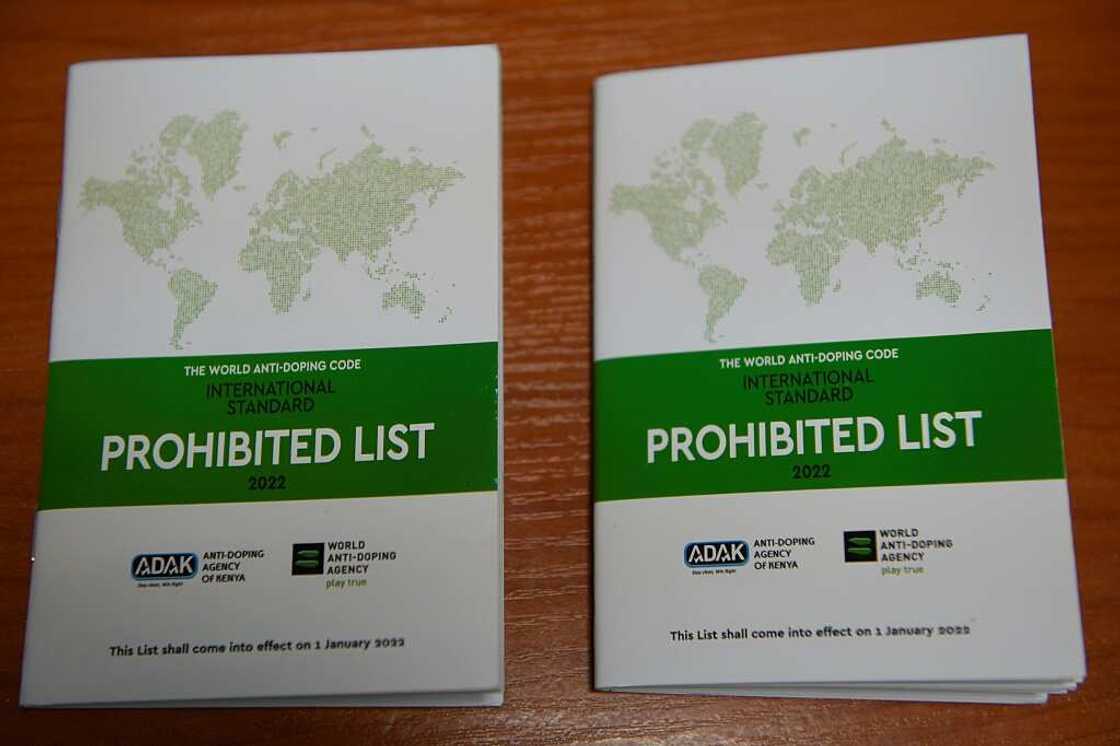 THE WORLD ANTI-DOPING CODE
INTERNATIONAL
STANDARD
PROHIBITED LIST
2022
ADAK
ANTI-DOPING
AGENCY
OF KENYA
WORLD
ANTI-DOPING
AGENCY
play true
This List shall come into effect on 1 January 2022
THE WORLD ANTI-DOPING CODE
INTERNATIONAL
STANDARD
PROHIBITED LIST
2022
ADAK
ANTI-DOPING
AGENCY
OF KENYA
WORLD
ANTI-DOPING
AGENCY
play true
This List shall come into effect on 1 January 2022